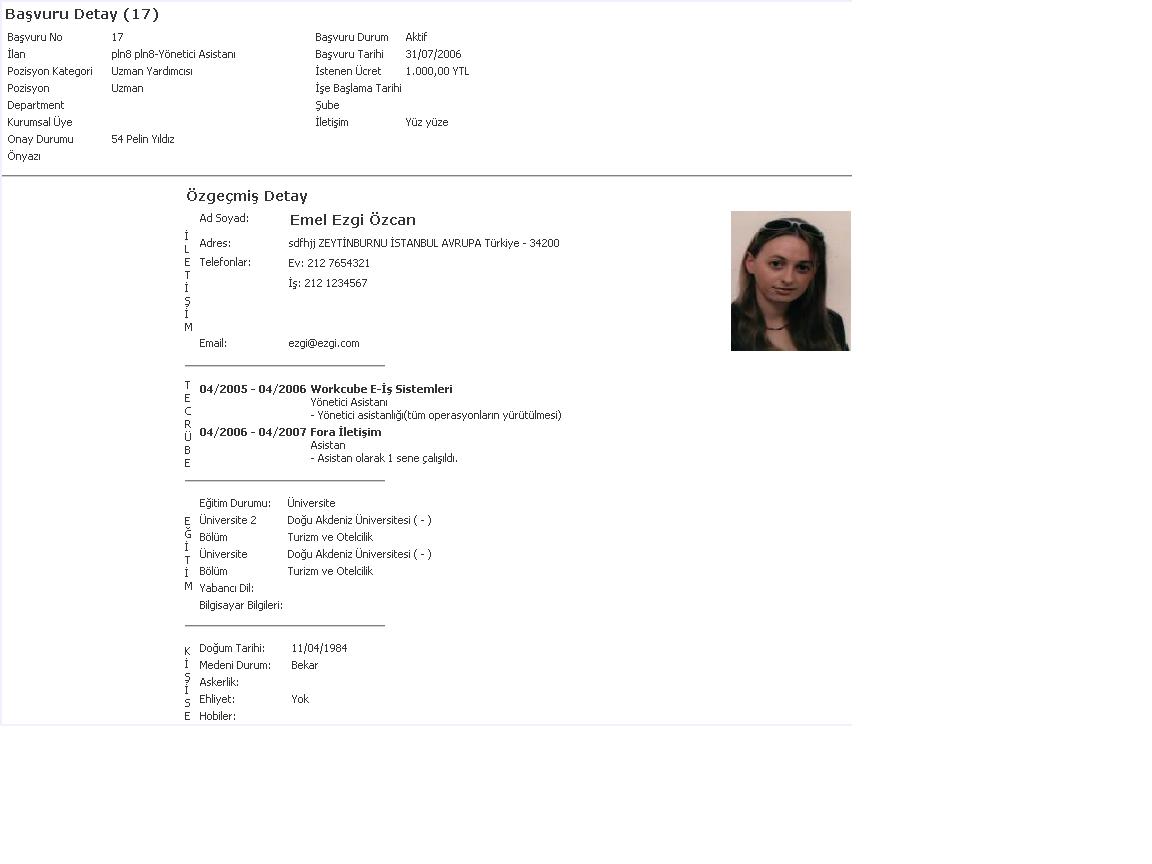 Başvuru Detay (17)
Başvuru No 17 Başvuru Durum Aktif
İlan pln8 pln8-Yönetici Asistanı Başvuru Tarihi 31/07/2006
Pozisyon Kategori Uzman Yardımcısı İstenen Ücret 1.000,00 YTL
Pozisyon Uzman İşe Başlama Tarihi
Department Şube
Kurumsal Üye İletişim Yüz yüze
Onay Durumu 54 Pelin Yıldız
Önyazı
Özgeçmiş Detay
İLETİŞİM
Ad Soyad: Emel Ezgi Özcan
Adres: sdfhjj ZEYTİNBURNU İSTANBUL AVRUPA Türkiye - 34200
Telefonlar: Ev: 212 7654321
İş: 212 1234567
Email: ezgi@ezgi.com
TECRÜBE
04/2005 - 04/2006 Workcube E-İş Sistemleri
Yönetici Asistanı
- Yönetici asistanlığı(tüm operasyonların yürütülmesi)
04/2006 - 04/2007 Fora İletişim
Asistan
- Asistan olarak 1 sene çalışıldı.
EĞİTİM
Eğitim Durumu: Üniversite
Üniversite 2 Doğu Akdeniz Üniversitesi ( - )
Bölüm Turizm ve Otelcilik
Üniversite Doğu Akdeniz Üniversitesi ( - )
Bölüm Turizm ve Otelcilik
Yabancı Dil:
Bilgisayar Bilgileri:
KİŞİSE
Doğum Tarihi: 11/04/1984
Medeni Durum: Bekar
Askerlik:
Ehliyet: Yok
Hobiler: